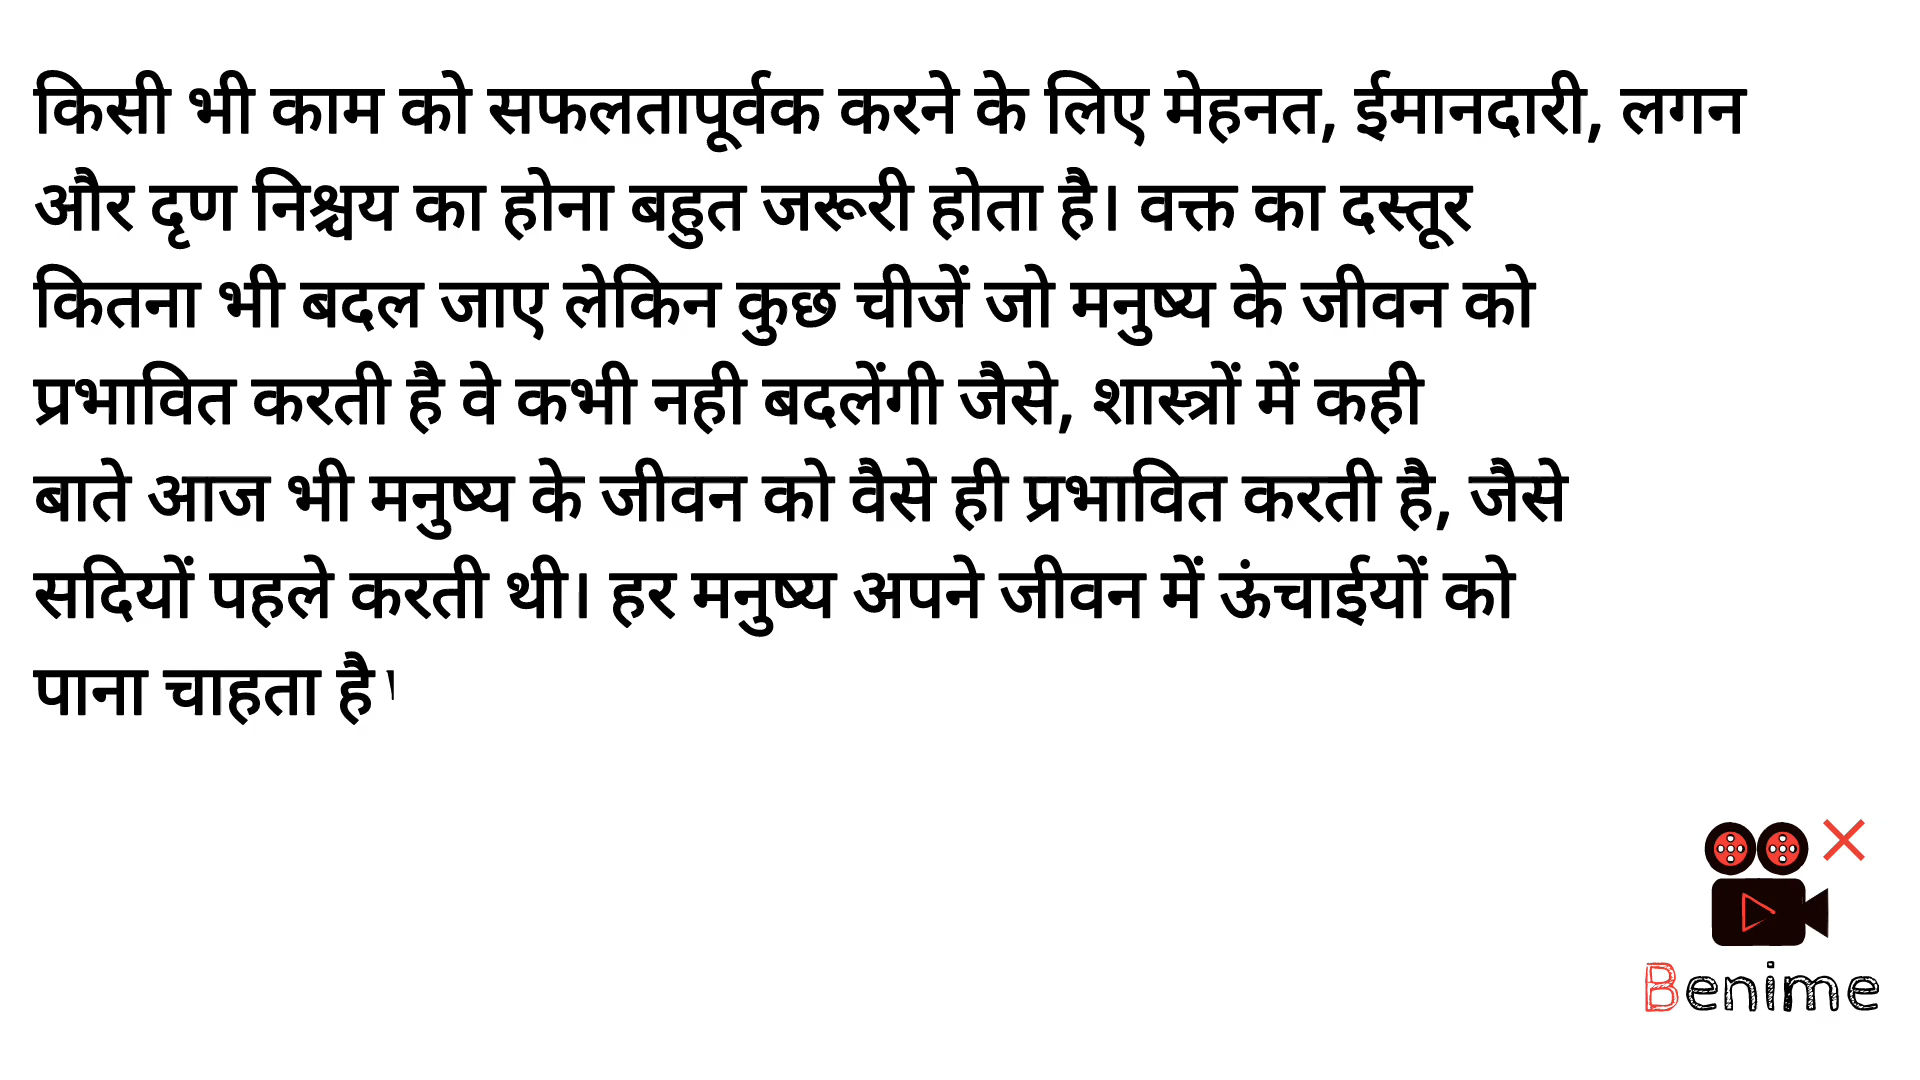 किसी भी काम को सफलतापूर्वक करने के लिए मेहनत, ईमानदारी, लगन
और दृण निश्चय का होना बहुत जरूरी होता है। वक्त का दस्तूर
कितना भी बदल जाए लेकिन कुछ चीजें जो मनुष्य के जीवन को
प्रभावित करती है वे कभी नही बदलेंगी जैसे, शास्त्रों में कही
बाते आज भी मनुष्य के जीवन को वैसे ही प्रभावित करती है, जैसे
सदियों पहले करती थी। हर मनुष्य अपने जीवन में ऊंचाईयों को
पाना चाहता है
Benime